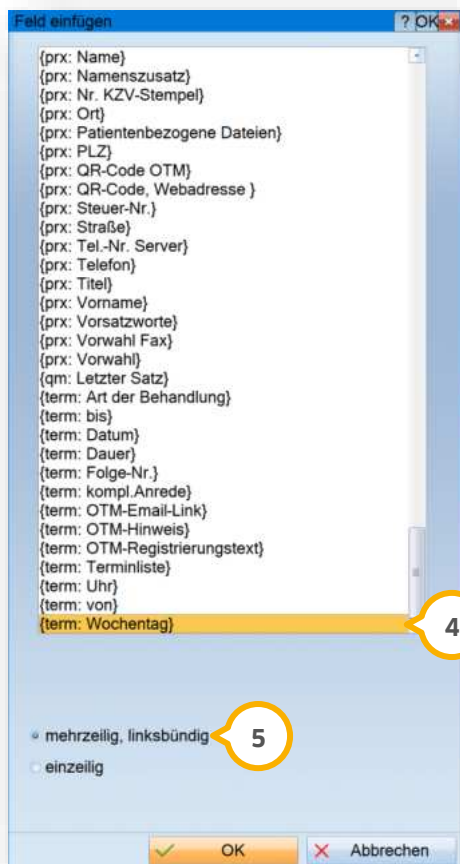 Feld einfügen ? OK
{prx: Name}
{prx: Namenszusatz}
{prx: Nr. KZV-Stempel}
{prx: Ort}
{prx: Patientenbezogene Dateien}
{prx: PLZ}
{prx: QR-Code OTM}
{prx: QR-Code, Webadresse }
{prx: Steuer-Nr.}
{prx: Straße}
{prx: Tel.-Nr. Server}
{prx: Telefon}
{prx: Titel}
{prx: Vorname}
{prx: Vorsatzworte}
{prx: Vorwahl Fax}
{prx: Vorwahl}
{qm: Letzter Satz}
{term: Art der Behandlung}
{term: bis}
{term: Datum}
{term: Dauer}
{term: Folge-Nr.}
{term: kompl.Anrede}
{term: OTM-Email-Link}
{term: OTM-Hinweis}
{term: OTM-Registrierungstext}
{term: Terminliste}
{term: Uhr}
{term: von}
{term: Wochentag} 4
mehrzeilig, linksbündig 5
einzeilig
OK Abbrechen